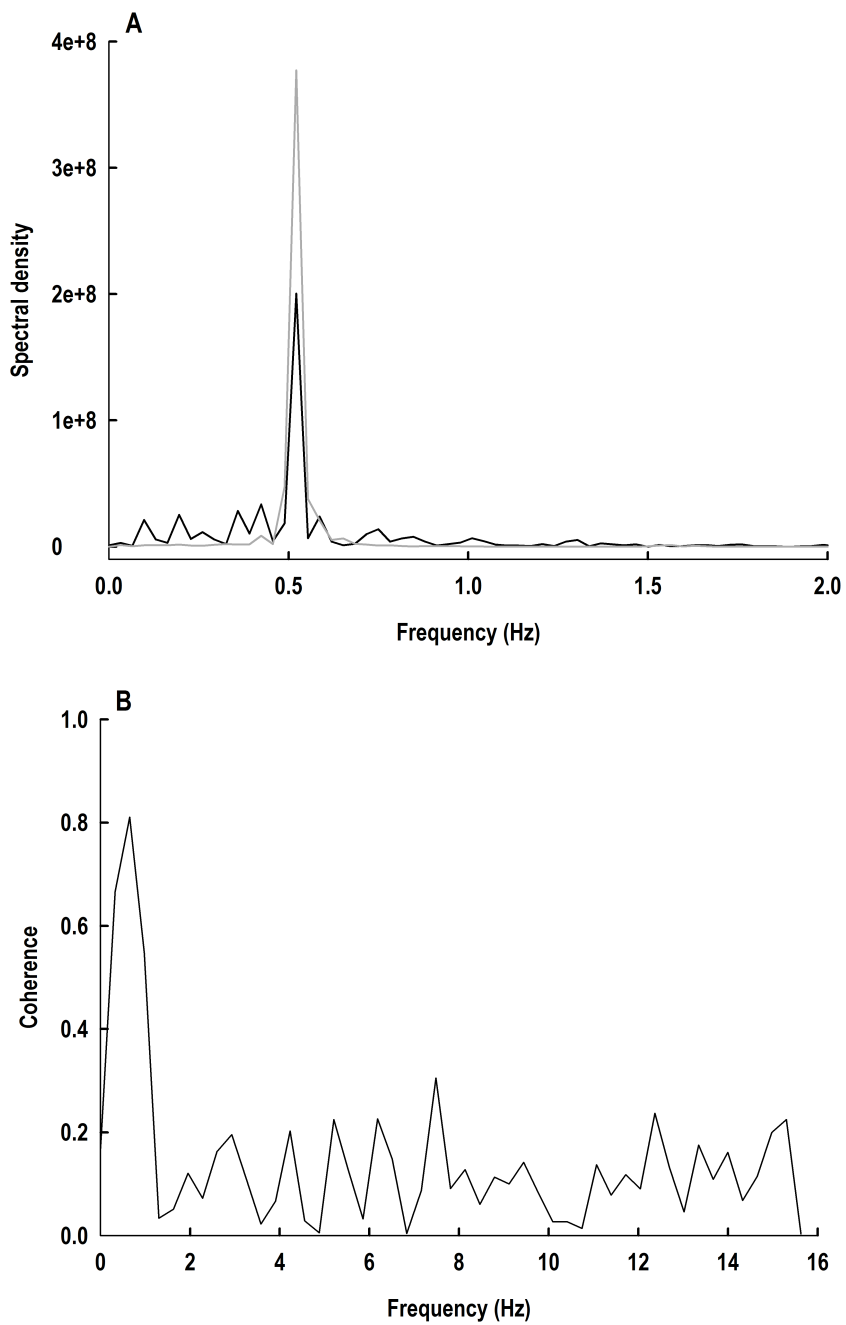 A
4e+8
3e+8
2e+8
1e+8
0
Spectral density
0.0 0.5 1.0 1.5 2.0
Frequency (Hz)
B
1.0
0.8
0.6
0.4
0.2
0.0
Coherence
0 2 4 6 8 10 12 14 16
Frequency (Hz)